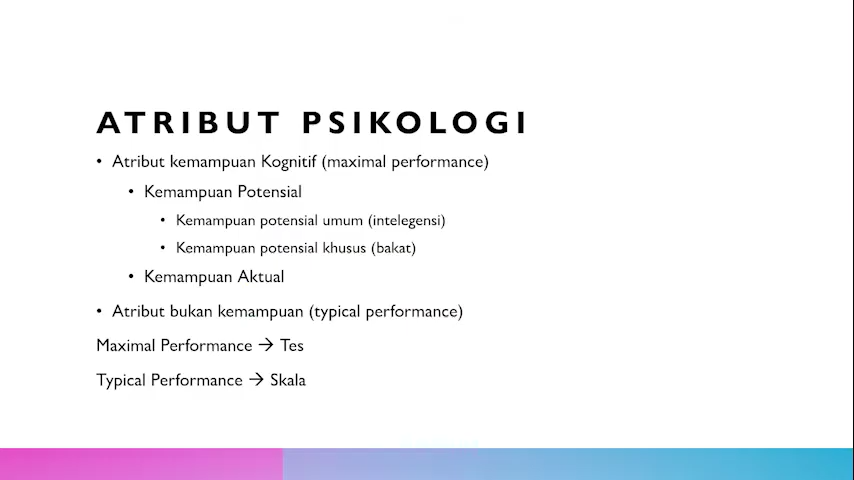 ATRIBUT PSIKOLOGI
• Atribut kemampuan Kognitif (maximal performance)
• Kemampuan Potensial
• Kemampuan potensial umum (intelegensi)
• Kemampuan potensial khusus (bakat)
• Kemampuan Aktual
• Atribut bukan kemampuan (typical performance)
Maximal Performance → Tes
Typical Performance → Skala